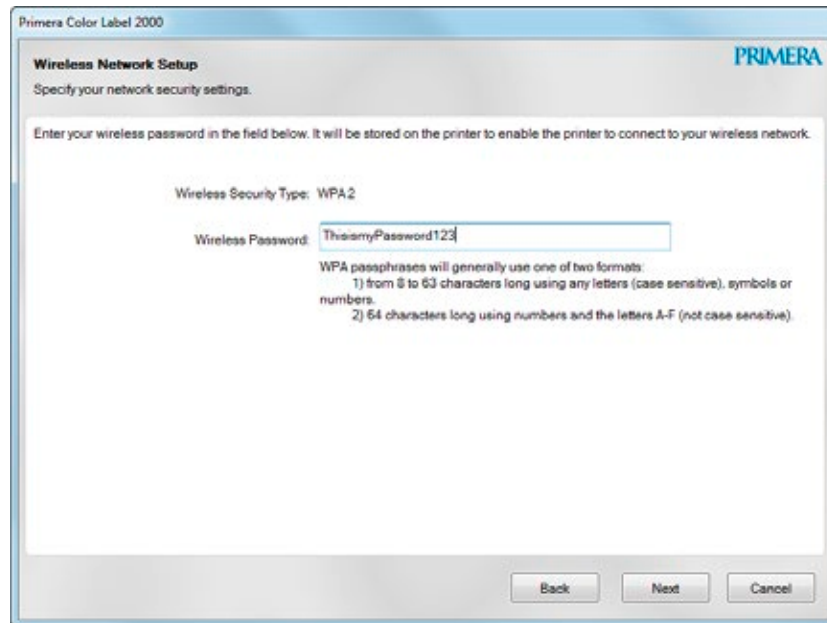 Primera Color Label 2000
Wireless Network Setup
PRIMERA
Specify your network security settings.
Enter your wireless password in the field below. It will be stored on the printer to enable the printer to connect to your wireless network.
Wireless Security Type: WPA2
Wireless Password: ThisismyPassword123
WPA passphrases will generally use one of two formats:
1) from 8 to 63 characters long using any letters (case sensitive), symbols or
numbers.
2) 64 characters long using numbers and the letters A-F (not case sensitive).
Back Next Cancel